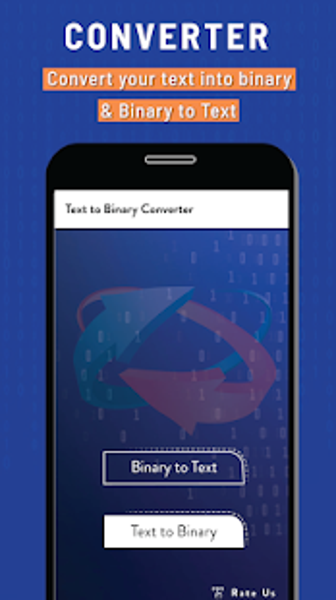 CONVERTER
Convert your text into binary
& Binary to Text
Text to Binary Converter
Binary to Text
Text to Binary
Rate Us